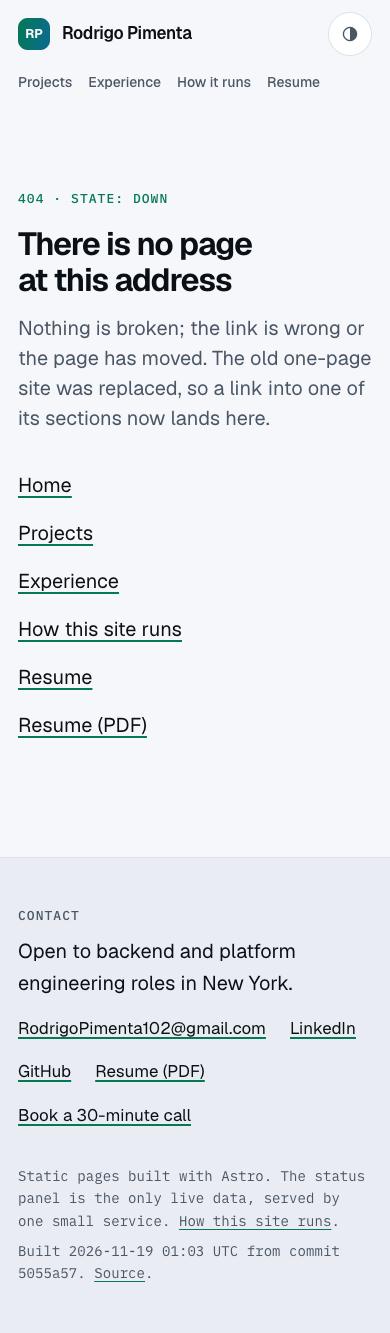 RP Rodrigo Pimenta
Projects Experience How it runs Resume
404 · STATE: DOWN
There is no page
at this address
Nothing is broken; the link is wrong or
the page has moved. The old one-page
site was replaced, so a link into one of
its sections now lands here.
Home
Projects
Experience
How this site runs
Resume
Resume (PDF)
CONTACT
Open to backend and platform
engineering roles in New York.
RodrigoPimenta102@gmail.com LinkedIn
GitHub Resume (PDF)
Book a 30-minute call
Static pages built with Astro. The status
panel is the only live data, served by
one small service. How this site runs.
Built 2026-11-19 01:03 UTC from commit
5055a57. Source.